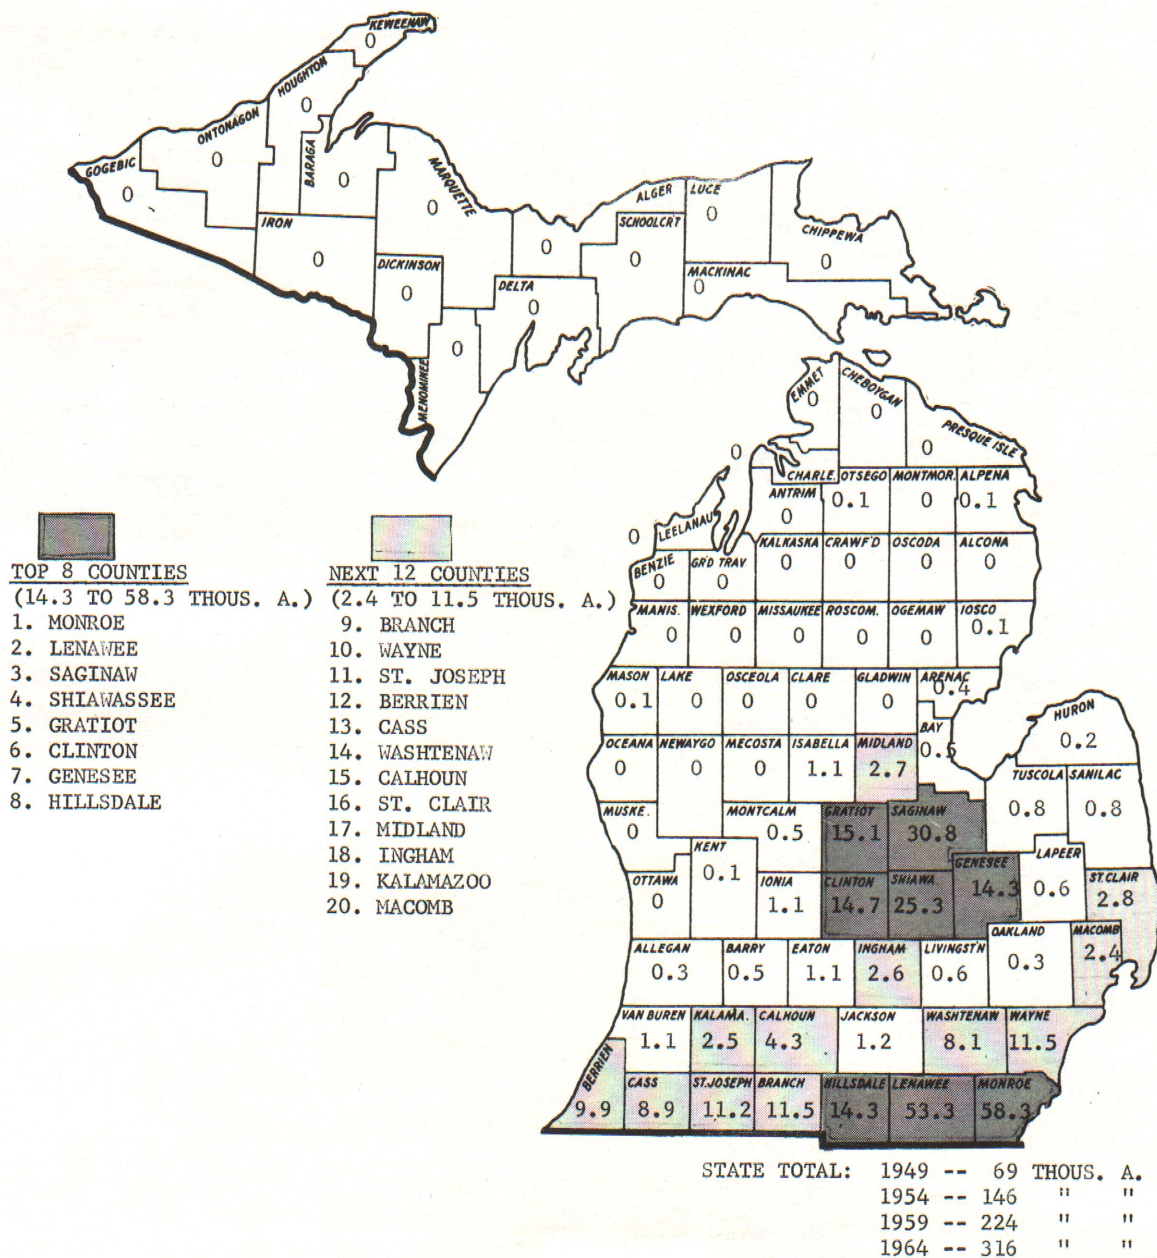 KEWEENAW
0
HOUGHTON
0
ONTONAGON
0
GOGEBIC
0
BARAGA
0
MARQUETTE
0
IRON
0
DICKINSON
0
MENOMINEE
0
DELTA
0
0
ALGER
SCHOOLCR'T
0
LUCE
0
MACKINAC
0
CHIPPEWA
0
EMMET
0
CHEBOYGAN
0
PRESQUE ISLE
0
0
CHARLE. OTSEGO MONTMOR. ALPENA
0.1 0 0.1
ANTRIM
0
0
LEELANAU
KALKASKA CRAWF'D OSCODA ALCONA
0 0 0 0
BENZIE GR'D TRAV
0 0
MANIS. WEXFORD MISSAUKEE ROSCOM. OGEMAW IOSCO
0 0 0 0 0 0.1
MASON LAKE OSCEOLA CLARE GLADWIN ARENAC
0.1 0 0 0 0 0.4
HURON
0.2
BAY
0.5
OCEANA NEWAYGO MECOSTA ISABELLA MIDLAND
0 0 0 1.1 2.7
TUSCOLA SANILAC
0.8 0.8
MUSKE. MONTCALM GRATIOT SAGINAW
0 0.5 15.1 30.8
KENT
0.1
GENESEE
14.3
LAPEER
0.6
OTTAWA IONIA CLINTON SHIAWA. ST.CLAIR
0 1.1 14.7 25.3 2.8
OAKLAND MACOMB
0.3 2.4
ALLEGAN BARRY EATON INGHAM LIVINGST'N
0.3 0.5 1.1 2.6 0.6
VAN BUREN KALAMA. CALHOUN JACKSON WASHTENAW WAYNE
1.1 2.5 4.3 1.2 8.1 11.5
BERRIEN CASS ST.JOSEPH BRANCH HILLSDALE LENAWEE MONROE
9.9 8.9 11.2 11.5 14.3 53.3 58.3
TOP 8 COUNTIES
(14.3 TO 58.3 THOUS. A.)
1. MONROE
2. LENAWEE
3. SAGINAW
4. SHIAWASSEE
5. GRATIOT
6. CLINTON
7. GENESEE
8. HILLSDALE
NEXT 12 COUNTIES
(2.4 TO 11.5 THOUS. A.)
9. BRANCH
10. WAYNE
11. ST. JOSEPH
12. BERRIEN
13. CASS
14. WASHTENAW
15. CALHOUN
16. ST. CLAIR
17. MIDLAND
18. INGHAM
19. KALAMAZOO
20. MACOMB
STATE TOTAL: 1949 -- 69 THOUS. A.
1954 -- 146 " "
1959 -- 224 " "
1964 -- 316 " "